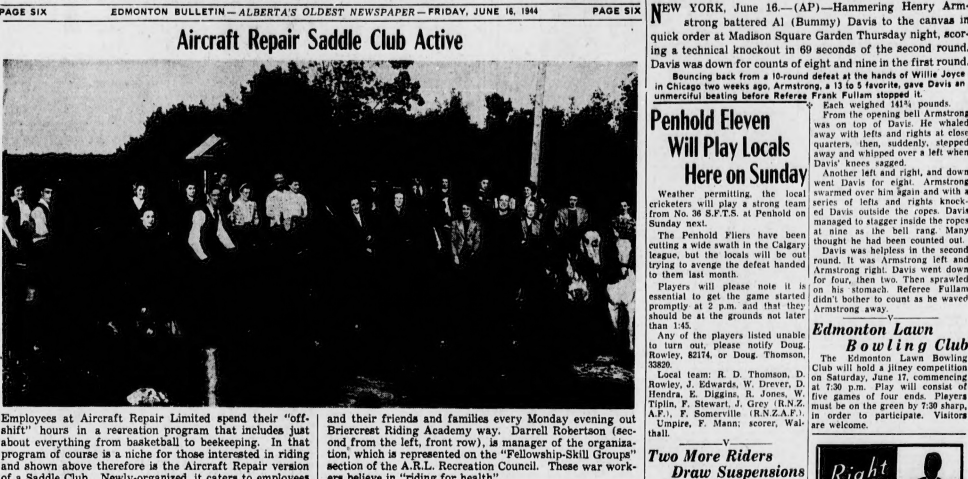 PAGE SIX
EDMONTON BULLETIN — ALBERTA'S OLDEST NEWSPAPER — FRIDAY, JUNE 16, 1944
PAGE SIX
Aircraft Repair Saddle Club Active
Employees at Aircraft Repair Limited spend their "off-
shift" hours in a recreation program that includes just
about everything from basketball to beekeeping. In that
program of course is a niche for those interested in riding
and shown above therefore is the Aircraft Repair version
of a Saddle Club. Newly-organized, it caters to employees
and their friends and families every Monday evening out
Briercrest Riding Academy way. Darrell Robertson (sec-
ond from the left, front row), is manager of the organiza-
tion, which is represented on the "Fellowship-Skill Groups"
section of the A.R.L. Recreation Council. These war work-
ers believe in "riding for health"
NEW YORK, June 16.—(AP)—Hammering Henry Arm-
strong battered Al (Bummy) Davis to the canvas in
quick order at Madison Square Garden Thursday night, scor-
ing a technical knockout in 69 seconds of the second round.
Davis was down for counts of eight and nine in the first round.
Bouncing back from a 10-round defeat at the hands of Willie Joyce
in Chicago two weeks ago, Armstrong, a 13 to 5 favorite, gave Davis an
unmerciful beating before Referee Frank Fullam stopped it.
Penhold Eleven
Will Play Locals
Here on Sunday
Weather permitting, the local
cricketers will play a strong team
from No. 36 S.F.T.S. at Penhold on
Sunday next.
The Penhold Fliers have been
cutting a wide swath in the Calgary
league, but the locals will be out
trying to avenge the defeat handed
to them last month.
Players will please note it is
essential to get the game started
promptly at 2 p.m. and that they
should be at the grounds not later
than 1:45.
Any of the players listed unable
to turn out, please notify Doug.
Rowley, 82174, or Doug. Thomson,
33820.
Local team: R. D. Thomson, D.
Rowley, J. Edwards, W. Drever, D.
Hendra, E. Diggins, R. Jones, W.
Tiplin, F. Stewart, J. Grey (R.N.Z.
A.F.), F. Somerville (R.N.Z.A.F.).
Umpire, F. Mann; scorer, Wal-
thall.
V
Two More Riders
Draw Suspensions
Each weighed 141¾ pounds.
From the opening bell Armstrong
was on top of Davis. He whaled
away with lefts and rights at close
quarters, then, suddenly, stepped
away and whipped over a left when
Davis' knees sagged.
Another left and right, and down
went Davis for eight. Armstrong
swarmed over him again and with a
series of lefts and rights knock-
ed Davis outside the ropes. Davis
managed to stagger inside the ropes
at nine as the bell rang. Many
thought he had been counted out.
Davis was helpless in the second
round. It was Armstrong left and
Armstrong right. Davis went down
for four, then two. Then sprawled
on his stomach. Referee Fullam
didn't bother to count as he waved
Armstrong away.
V
Edmonton Lawn
Bowling Club
The Edmonton Lawn Bowling
Club will hold a jitney competition
on Saturday, June 17, commencing
at 7:30 p.m. Play will consist of
five games of four ends. Players
must be on the green by 7:30 sharp,
in order to participate. Visitors
are welcome.
Right